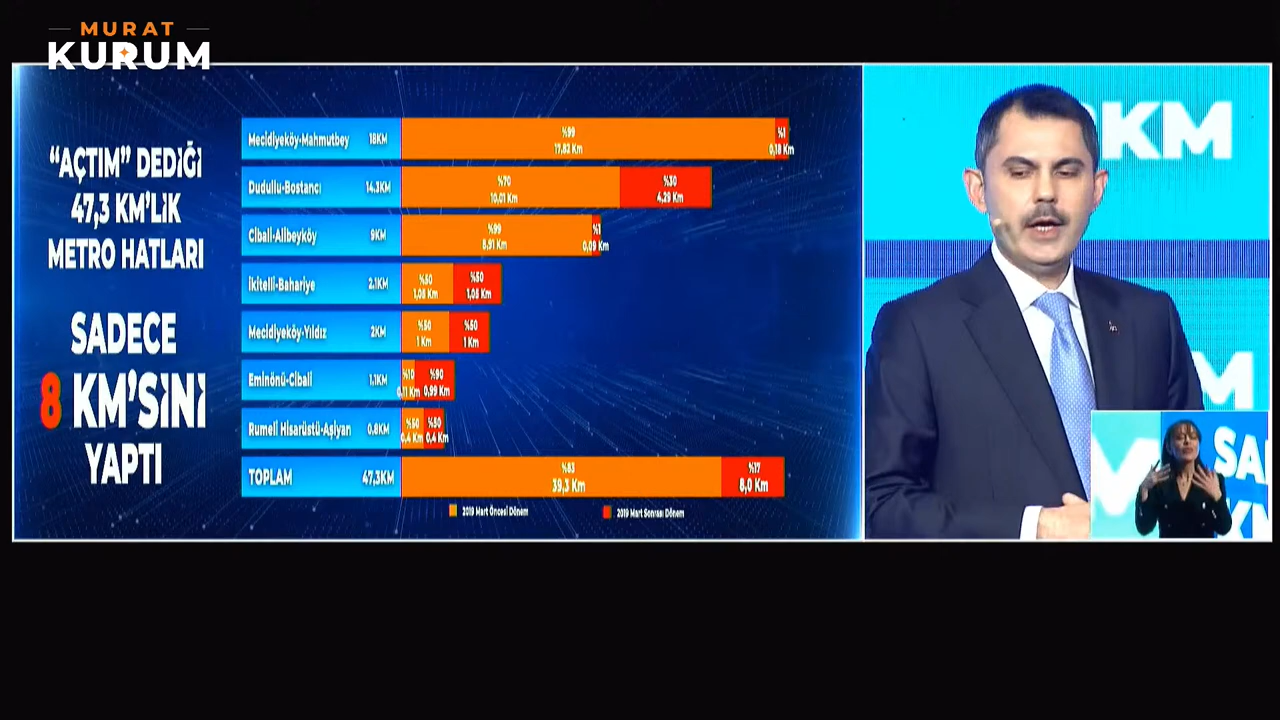 MURAT
KURUM
“AÇTIM” DEDİĞİ
47,3 KM’LİK
METRO HATLARI
SADECE
8 KM’SİNİ
YAPTI
Mecidiyeköy-Mahmutbey 18KM %99 17,82 Km %1 0,18 Km
Dudullu-Bostancı 14.3KM %70 10,01 Km %30 4,29 Km
Cibali-Alibeyköy 9KM %99 8,91 Km %1 0,09 Km
İkitelli-Bahariye 2.1KM %50 1,05 Km %50 1,05 Km
Mecidiyeköy-Yıldız 2KM %50 1 Km %50 1 Km
Eminönü-Cibali 1.1KM %10 0,11 Km %90 0,99 Km
Rumeli Hisarüstü-Aşiyan 0.8KM %50 0,4 Km %50 0,4 Km
TOPLAM 47,3KM %83 39,3 Km %17 8,0 Km
2019 Mart Öncesi Dönem 2019 Mart Sonrası Dönem
KM
M
SA